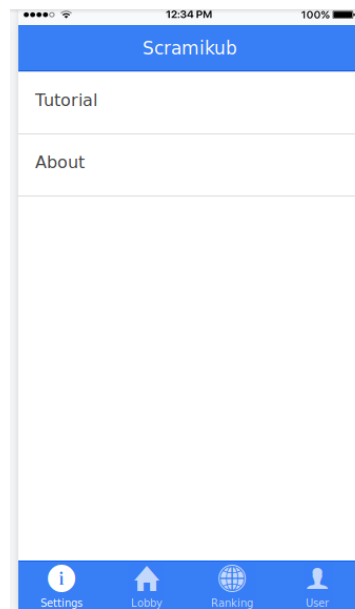 12:34 PM 100%
Scramikub
Tutorial
About
i
Settings Lobby Ranking User